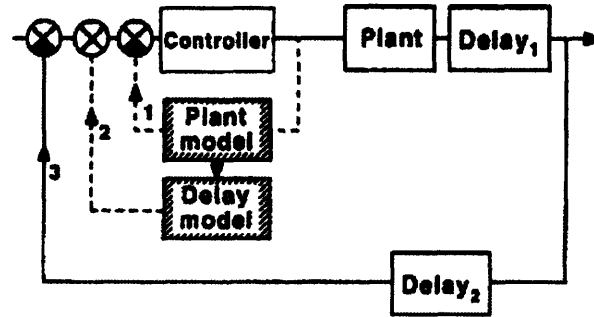 Controller
Plant
Delay1
1
Plant
model
2
Delay
model
3
Delay2